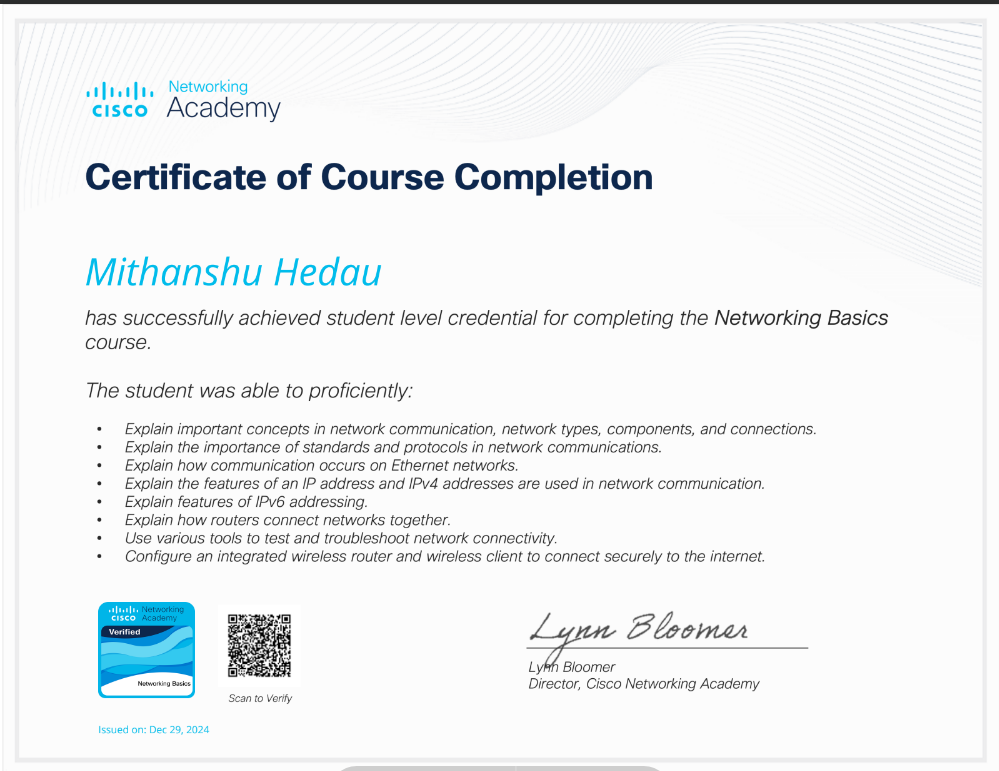 Networking
CISCO Academy
Certificate of Course Completion
Mithanshu Hedau
has successfully achieved student level credential for completing the Networking Basics
course.
The student was able to proficiently:
• Explain important concepts in network communication, network types, components, and connections.
• Explain the importance of standards and protocols in network communications.
• Explain how communication occurs on Ethernet networks.
• Explain the features of an IP address and IPv4 addresses are used in network communication.
• Explain features of IPv6 addressing.
• Explain how routers connect networks together.
• Use various tools to test and troubleshoot network connectivity.
• Configure an integrated wireless router and wireless client to connect securely to the internet.
Networking
CISCO Academy
Verified
Networking Basics
Scan to Verify
Lynn Bloomer
Lynn Bloomer
Director, Cisco Networking Academy
Issued on: Dec 29, 2024